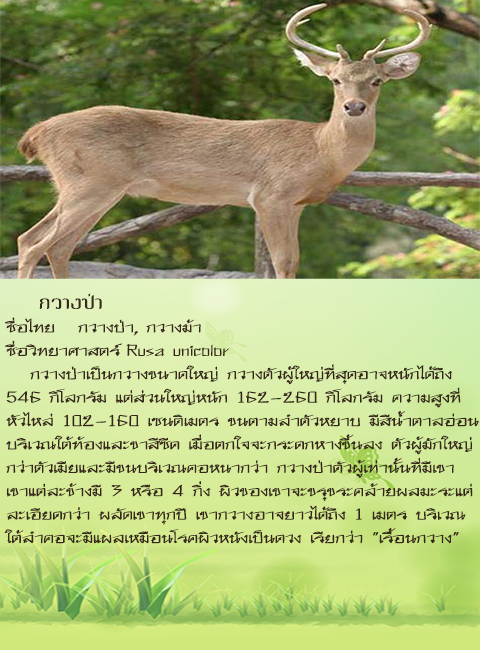 กวางป่า
ชื่อไทย กวางป่า, กวางม้า
ชื่อวิทยาศาสตร์ Rusa unicolor
กวางป่าเป็นกวางขนาดใหญ่ กวางตัวผู้ใหญ่ที่สุดอาจหนักได้ถึง
546 กิโลกรัม แต่ส่วนใหญ่หนัก 162-260 กิโลกรัม ความสูงที่
หัวไหล่ 102-160 เซนติเมตร ขนตามลำตัวหยาบ มีสีน้ำตาลอ่อน
บริเวณใต้ท้องและขาสีซีด เมื่อตกใจจะกระดกหางขึ้นลง ตัวผู้มักใหญ่
กว่าตัวเมียและมีขนบริเวณคอหนากว่า กวางป่าตัวผู้เท่านั้นที่มีเขา
เขาแต่ละข้างมี 3 หรือ 4 กิ่ง ผิวของเขาจะขรุขระคล้ายผลมะระแต่
ละเอียดกว่า ผลัดเขาทุกปี เขากวางอาจยาวได้ถึง 1 เมตร บริเวณ
ใต้ลำคอจะมีแผลเหมือนโรคผิวหนังเป็นดวง เรียกว่า "เรื้อนกวาง"